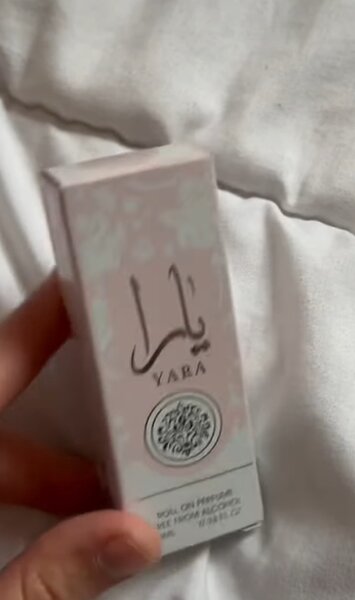 يارا
YARA
ROLL ON PERFUME
FREE FROM ALCOHOL